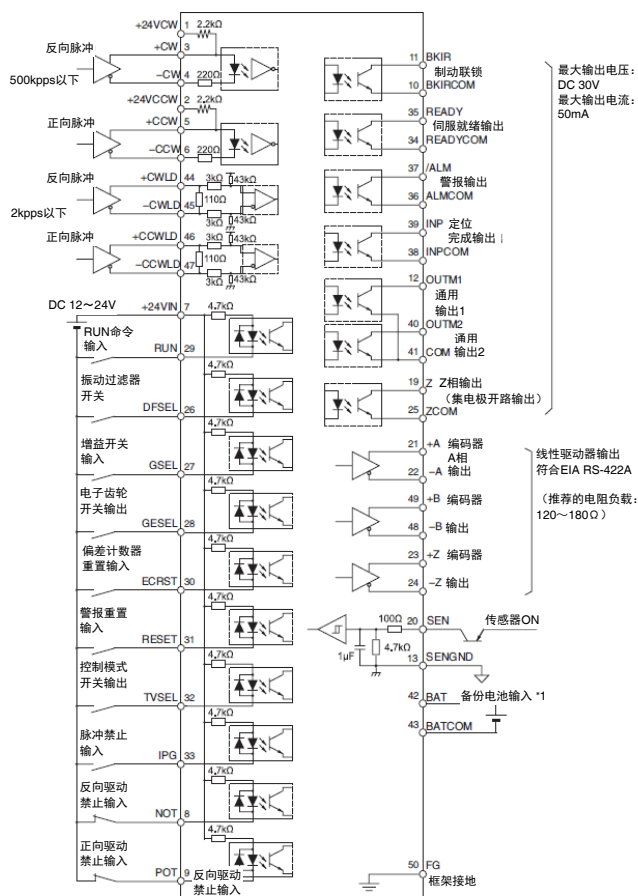 +24VCW 1
2.2kΩ
反向脉冲
+CW 3
-CW 4
220Ω
500kpps以下
+24VCCW 2
2.2kΩ
正向脉冲
+CCW 5
-CCW 6
220Ω
反向脉冲
+CWLD 44
3kΩ
43kΩ
110Ω
2kpps以下
-CWLD 45
3kΩ
43kΩ
正向脉冲
+CCWLD 46
3kΩ
43kΩ
110Ω
-CCWLD 47
3kΩ
43kΩ
DC 12～24V
+24VIN 7
4.7kΩ
RUN命令
输入
RUN 29
4.7kΩ
振动过滤器
开关
DFSEL 26
4.7kΩ
增益开关
输入
GSEL 27
4.7kΩ
电子齿轮
开关输出
GESEL 28
4.7kΩ
偏差计数器
重置输入
ECRST 30
4.7kΩ
警报重置
输入
RESET 31
4.7kΩ
控制模式
开关输出
TVSEL 32
4.7kΩ
脉冲禁止
输入
IPG 33
4.7kΩ
反向驱动
禁止输入
NOT 8
4.7kΩ
正向驱动
禁止输入
POT 9
反向驱动
禁止输入
11 BKIR
制动联锁
10 BKIRCOM
35 READY
伺服就绪输出
34 READYCOM
37 /ALM
警报输出
36 ALMCOM
39 INP 定位
完成输出
38 INPCOM
12 OUTM1
通用
输出1
40 OUTM2
通用
41 COM 输出2
19 Z Z相输出
（集电极开路输出）
25 ZCOM
最大输出电压：
DC 30V
最大输出电流：
50mA
21 +A 编码器
A相
22 -A 输出
49 +B 编码器
48 -B 输出
23 +Z 编码器
24 -Z 输出
线性驱动器输出
符合EIA RS-422A
（推荐的电阻负载：
120～180Ω）
100Ω
20 SEN
传感器ON
4.7kΩ
1μF
13 SENGND
42 BAT 备份电池输入 *1
43 BATCOM
50 FG
框架接地